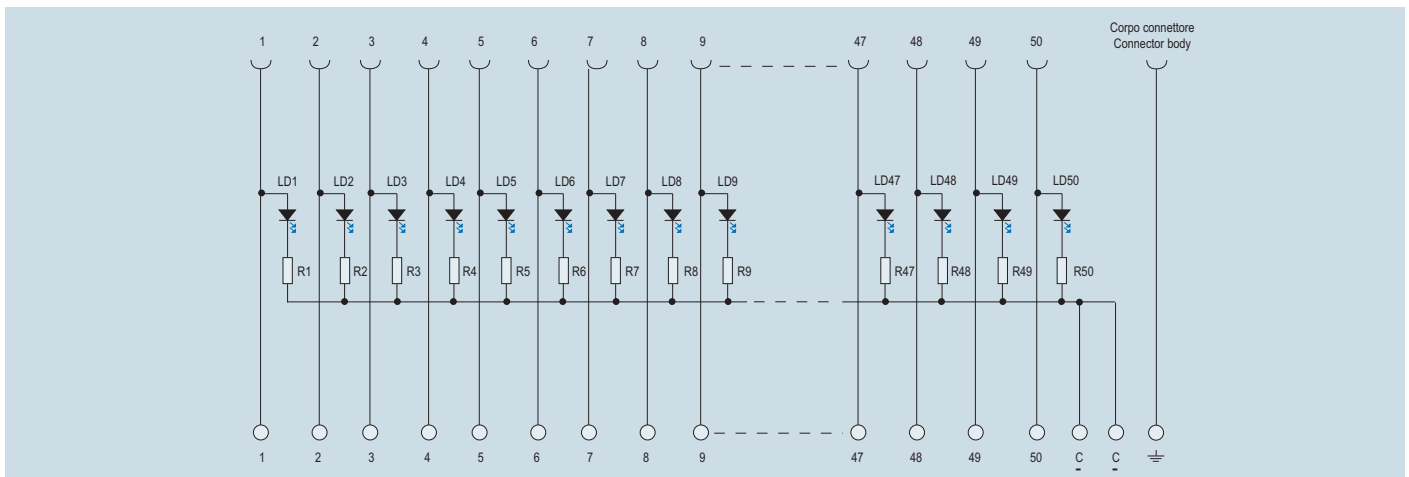 Corpo connettore
Connector body
1 2 3 4 5 6 7 8 9 47 48 49 50
LD1 LD2 LD3 LD4 LD5 LD6 LD7 LD8 LD9 LD47 LD48 LD49 LD50
R1 R2 R3 R4 R5 R6 R7 R8 R9 R47 R48 R49 R50
1 2 3 4 5 6 7 8 9 47 48 49 50 C C
- -